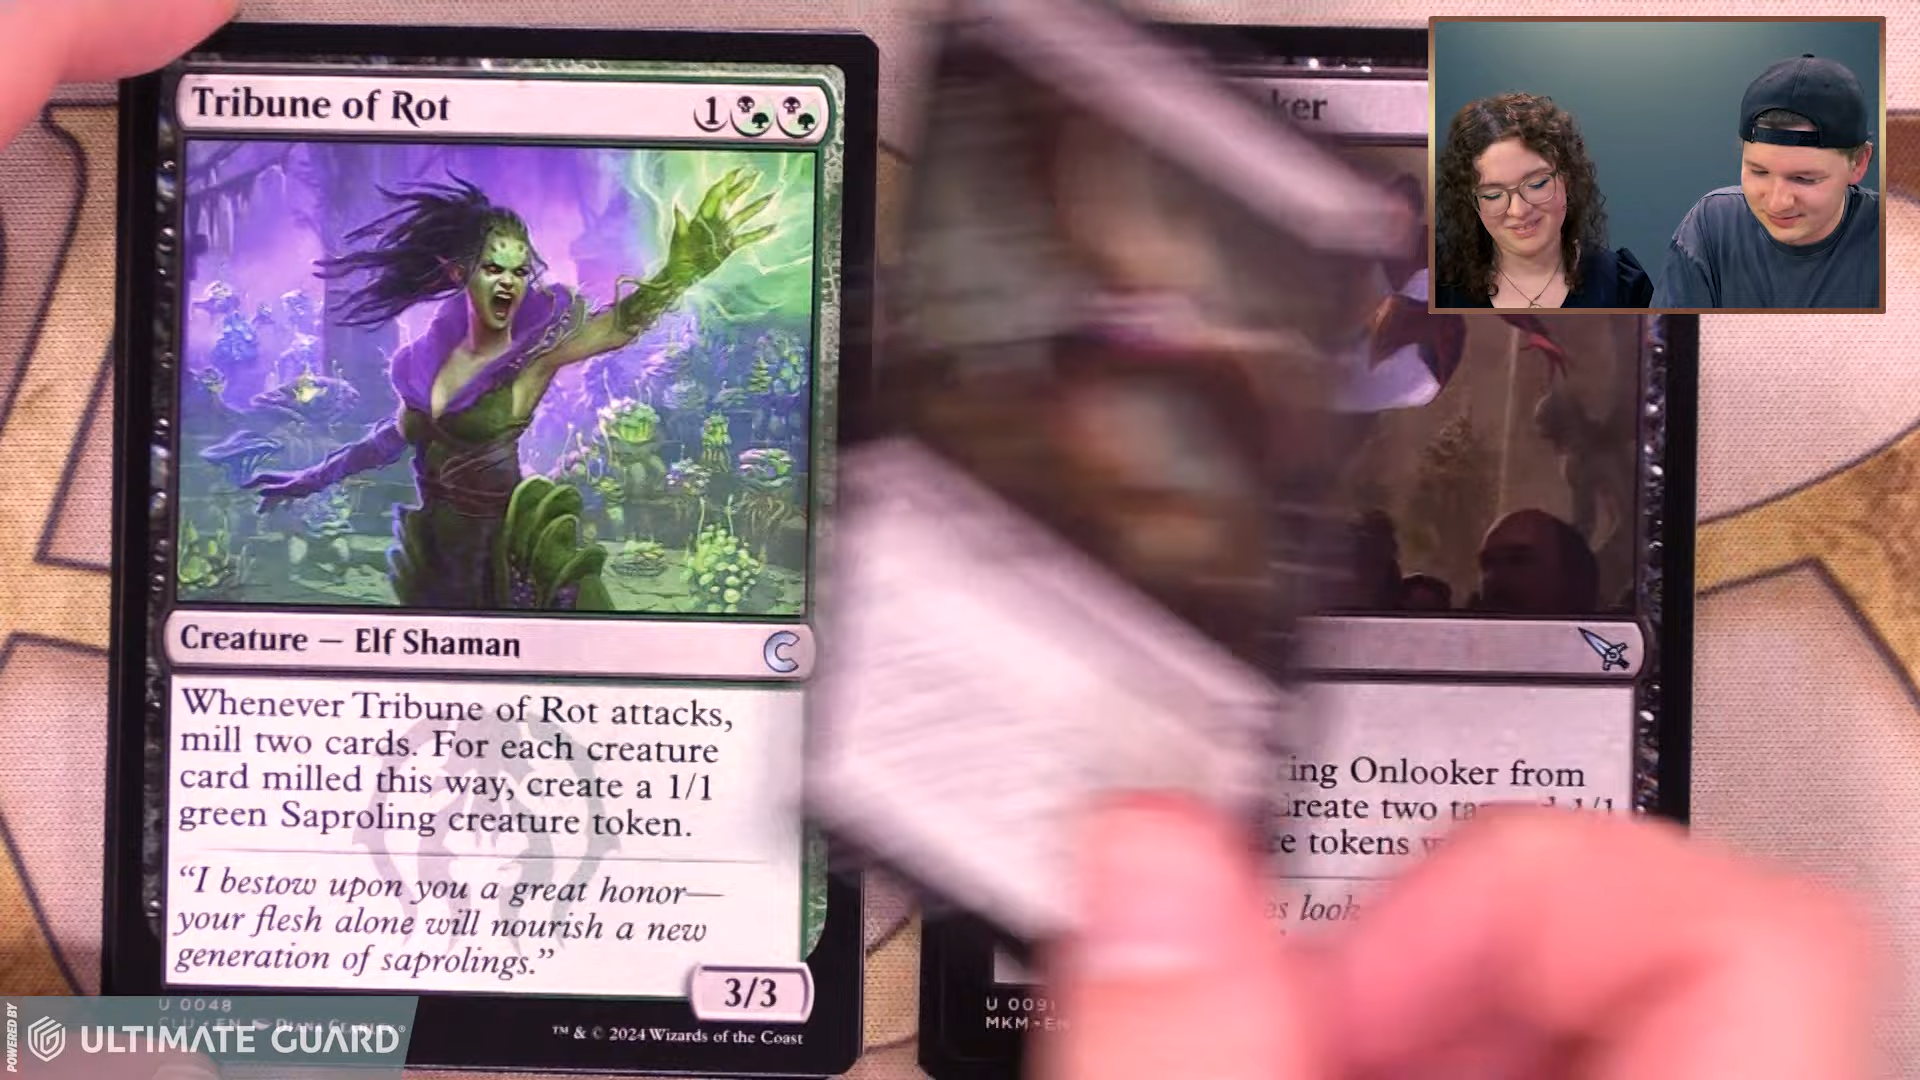 Tribune of Rot
1
Creature — Elf Shaman
C
Whenever Tribune of Rot attacks,
mill two cards. For each creature
card milled this way, create a 1/1
green Saproling creature token.
“I bestow upon you a great honor—
your flesh alone will nourish a new
generation of saprolings.”
3/3
U 0048
™ & © 2024 Wizards of the Coast
ker
ing Onlooker from
reate two
1/1
tokens
look
U 009
MKM • EN
POWERED BY
ULTIMATE GUARD